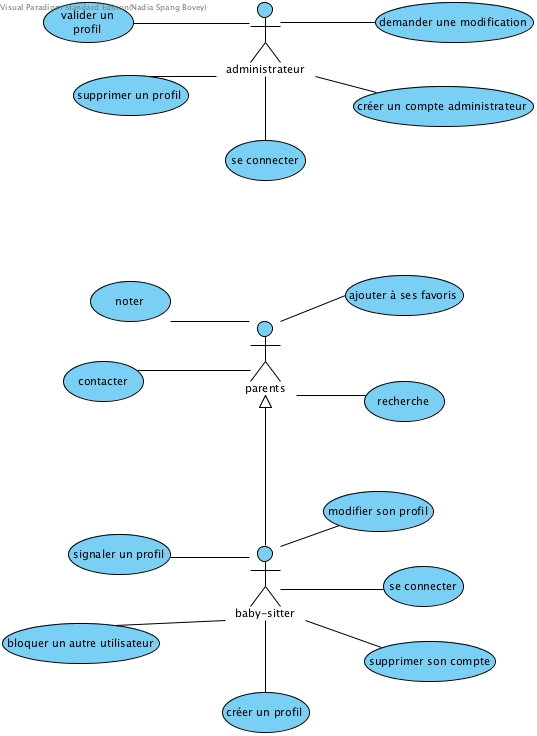 Visual Paradigm Standard Edition(Nadia Spang Bovey)
valider un
profil
demander une modification
administrateur
supprimer un profil
créer un compte administrateur
se connecter
ajouter à ses favoris
noter
contacter
parents
recherche
modifier son profil
signaler un profil
se connecter
baby-sitter
bloquer un autre utilisateur
supprimer son compte
créer un profil